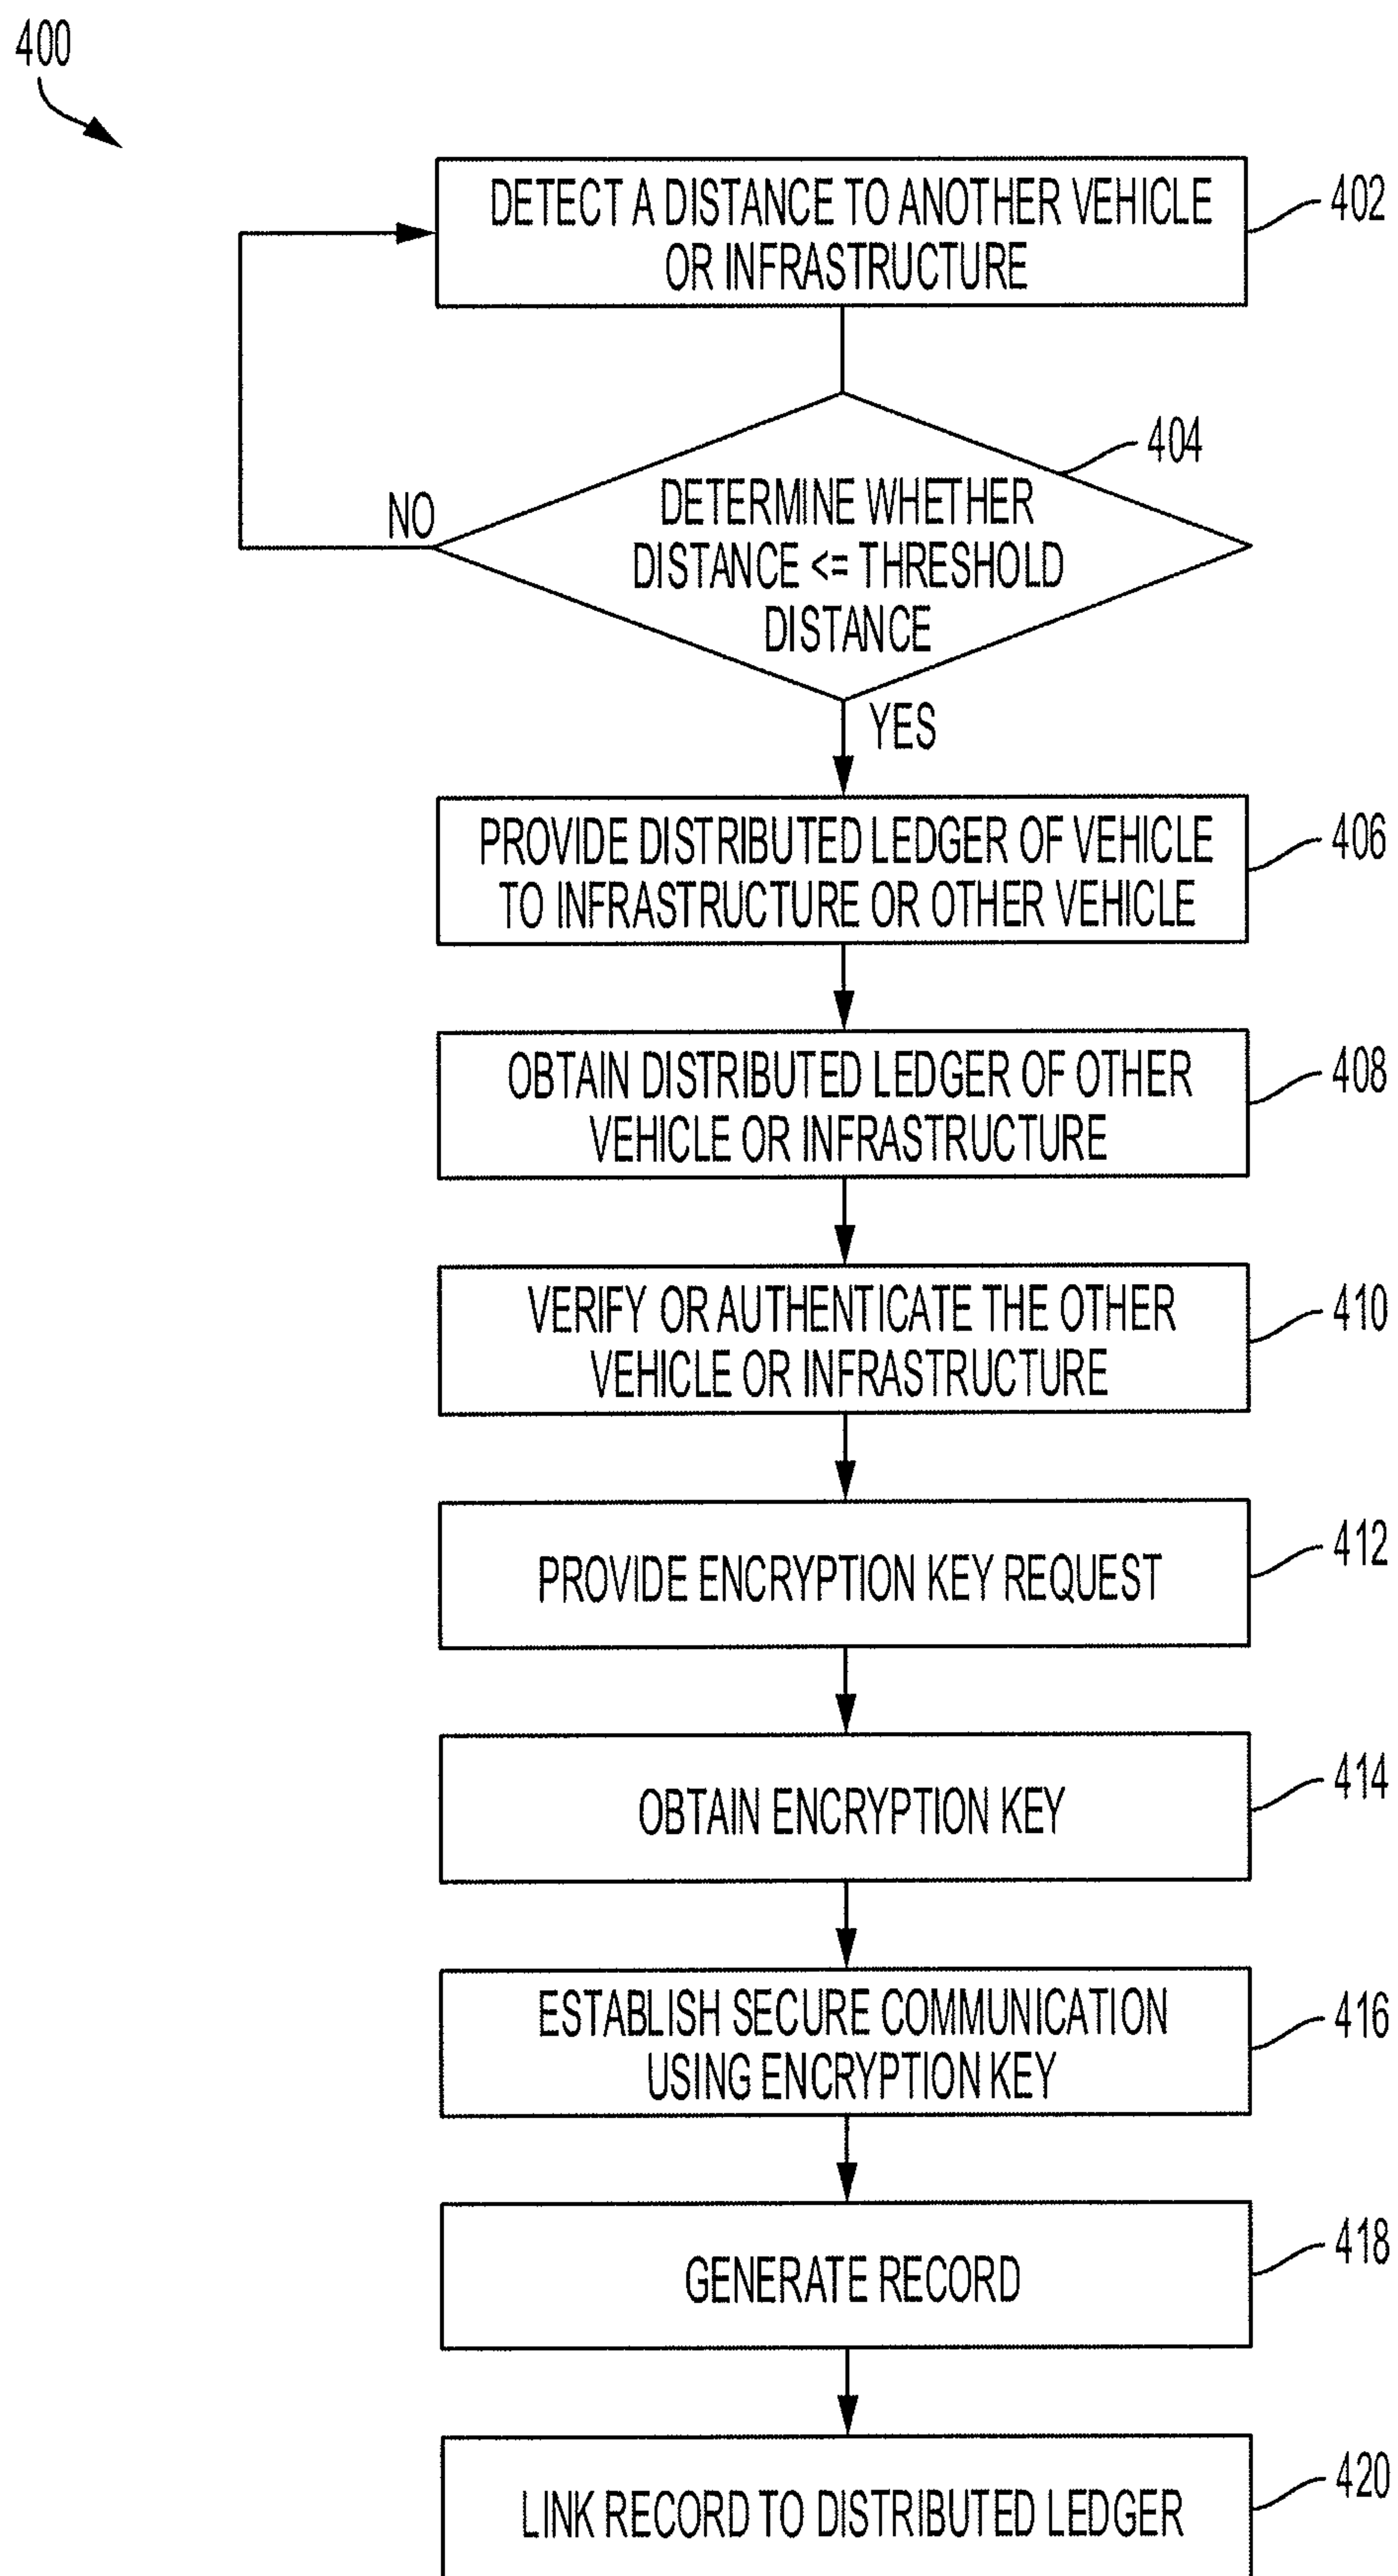 400
DETECT A DISTANCE TO ANOTHER VEHICLE
OR INFRASTRUCTURE
402
404
DETERMINE WHETHER
DISTANCE <= THRESHOLD
DISTANCE
NO
YES
PROVIDE DISTRIBUTED LEDGER OF VEHICLE
TO INFRASTRUCTURE OR OTHER VEHICLE
406
OBTAIN DISTRIBUTED LEDGER OF OTHER
VEHICLE OR INFRASTRUCTURE
408
VERIFY OR AUTHENTICATE THE OTHER
VEHICLE OR INFRASTRUCTURE
410
PROVIDE ENCRYPTION KEY REQUEST
412
OBTAIN ENCRYPTION KEY
414
ESTABLISH SECURE COMMUNICATION
USING ENCRYPTION KEY
416
GENERATE RECORD
418
LINK RECORD TO DISTRIBUTED LEDGER
420